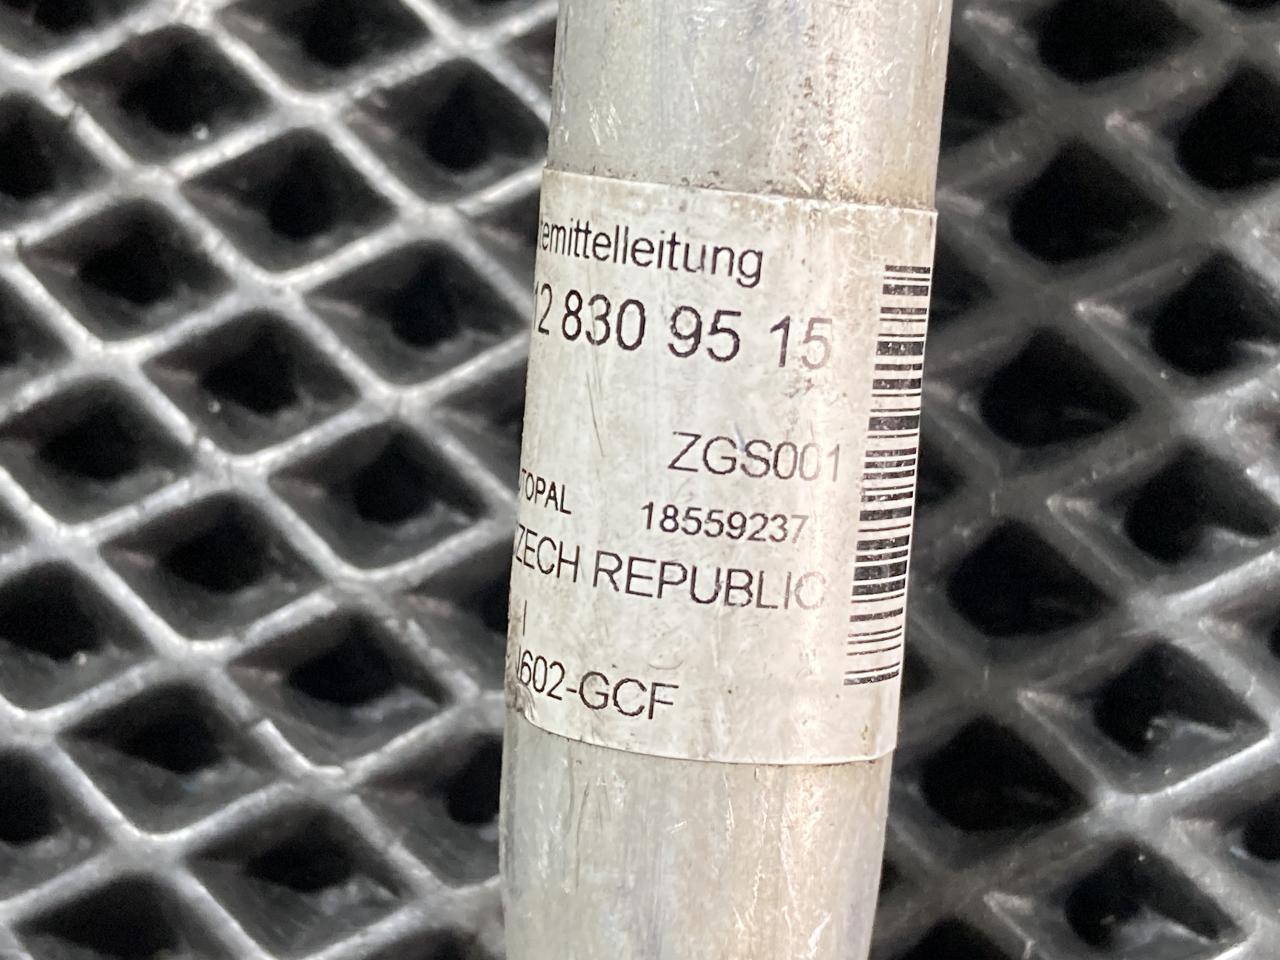 emittelleitung
12 830 95 15
ZGS001
TOPAL 18559237
ZECH REPUBLIC
I
602-GCF